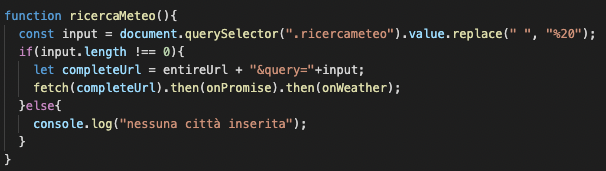 function ricercaMeteo(){
  const input = document.querySelector(".ricercameteo").value.replace(" ", "%20");
  if(input.length !== 0){
    let completeUrl = entireUrl + "&query="+input;
    fetch(completeUrl).then(onPromise).then(onWeather);
  }else{
    console.log("nessuna città inserita");
  }
}